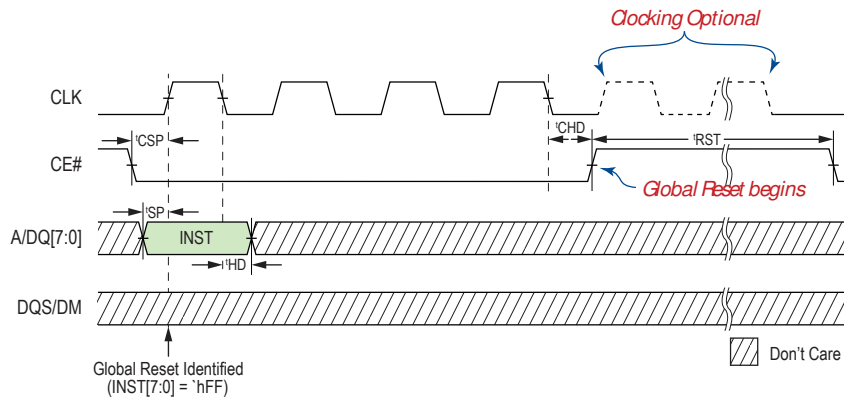 Clocking Optional
CLK
tCHD
tCSP
tRST
CE#
Global Reset begins
tSP
A/DQ[7:0]
INST
tHD
DQS/DM
Global Reset Identified
(INST[7:0] = `hFF)
Don't Care